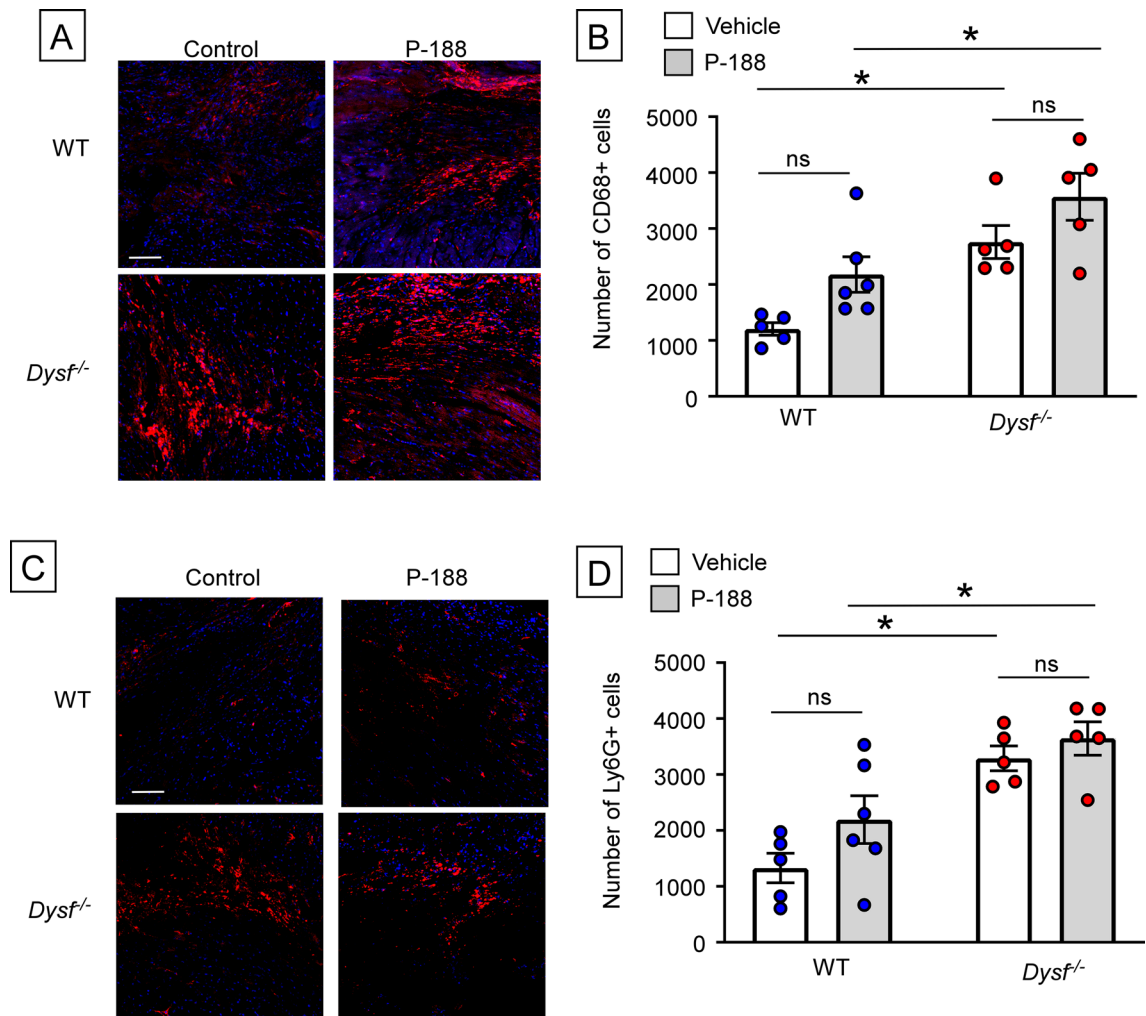 A
Control
P-188
WT
Dysf-/-
B
Vehicle
P-188
*
*
ns
ns
Number of CD68+ cells
5000
4000
3000
2000
1000
0
WT
Dysf-/-
C
Control
P-188
WT
Dysf-/-
D
Vehicle
P-188
*
*
ns
ns
Number of Ly6G+ cells
5000
4000
3000
2000
1000
0
WT
Dysf-/-